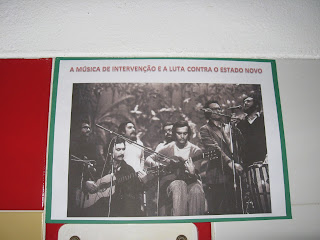 A MÚSICA DE INTERVENÇÃO E A LUTA CONTRA O ESTADO NOVO